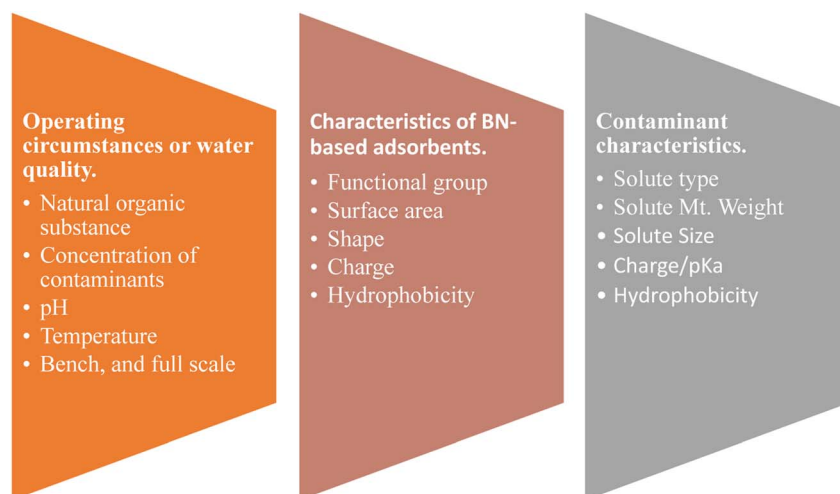 Operating
circumstances or water
quality.
• Natural organic
substance
• Concentration of
contaminants
• pH
• Temperature
• Bench, and full scale
Characteristics of BN-
based adsorbents.
• Functional group
• Surface area
• Shape
• Charge
• Hydrophobicity
Contaminant
characteristics.
• Solute type
• Solute Mt. Weight
• Solute Size
• Charge/pKa
• Hydrophobicity